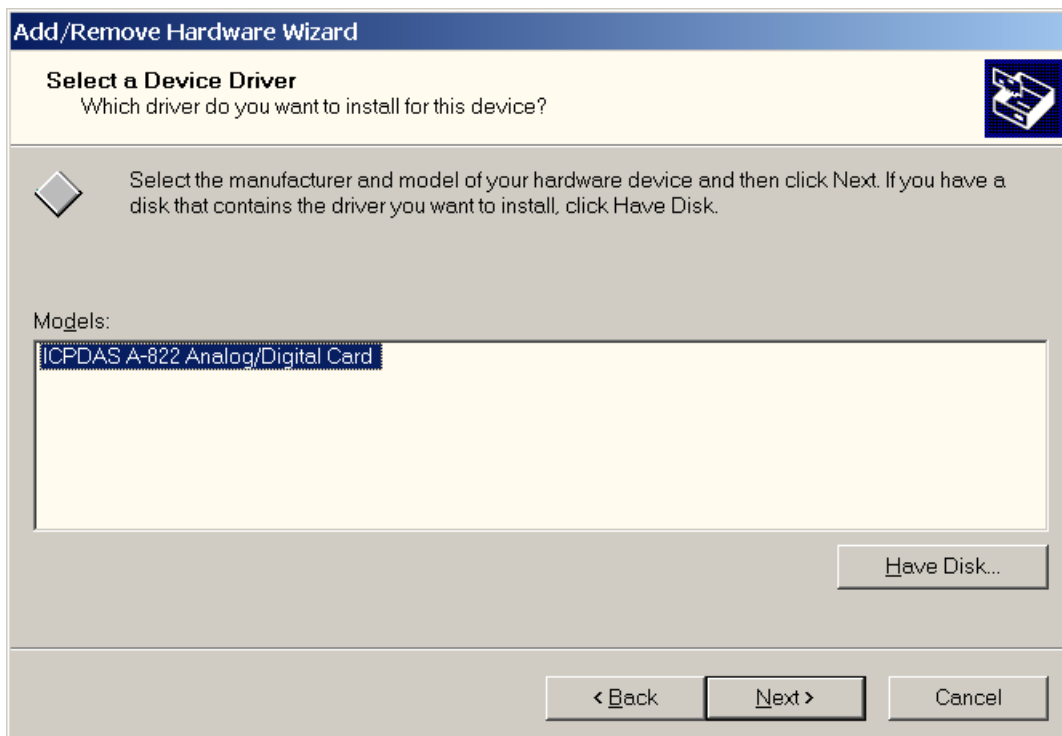 Add/Remove Hardware Wizard
Select a Device Driver
Which driver do you want to install for this device?
Select the manufacturer and model of your hardware device and then click Next. If you have a
disk that contains the driver you want to install, click Have Disk.
Models:
ICPDAS A-822 Analog/Digital Card
Have Disk...
< Back
Next >
Cancel